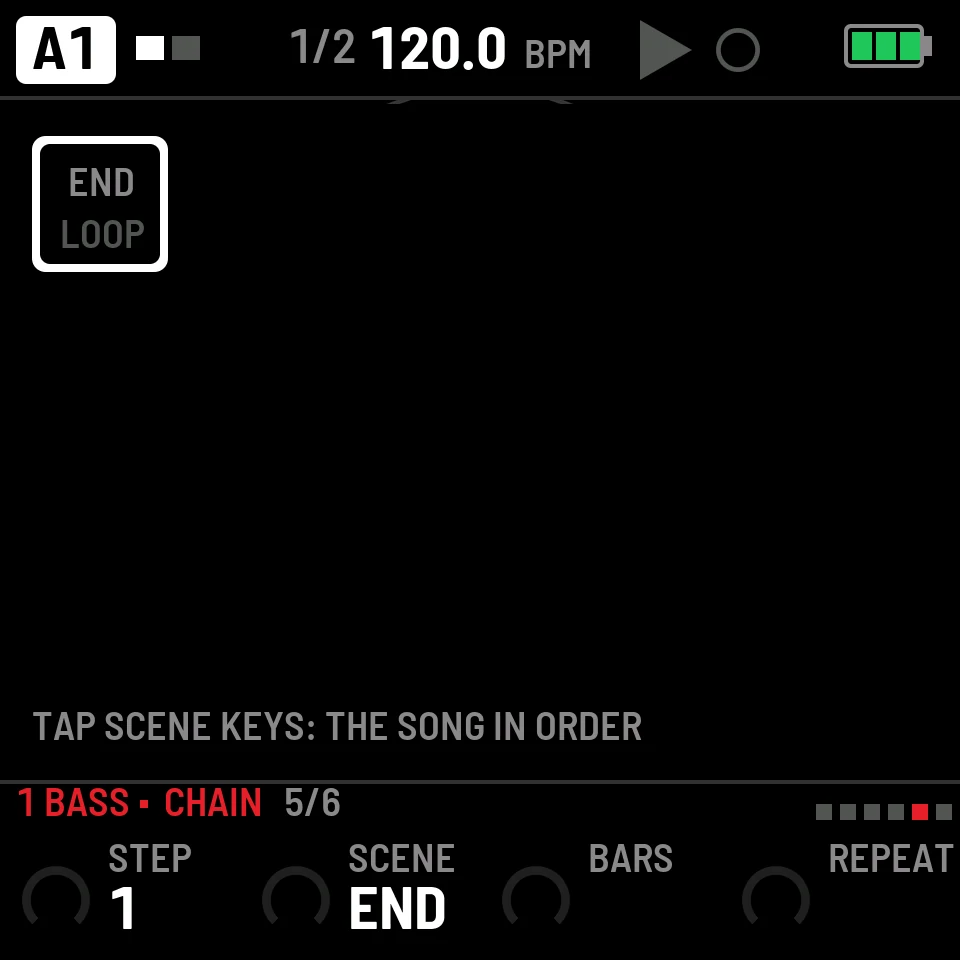 A1 1/2 120.0 BPM
END
LOOP
TAP SCENE KEYS: THE SONG IN ORDER
1 BASS · CHAIN 5/6
STEP SCENE BARS REPEAT
1 END